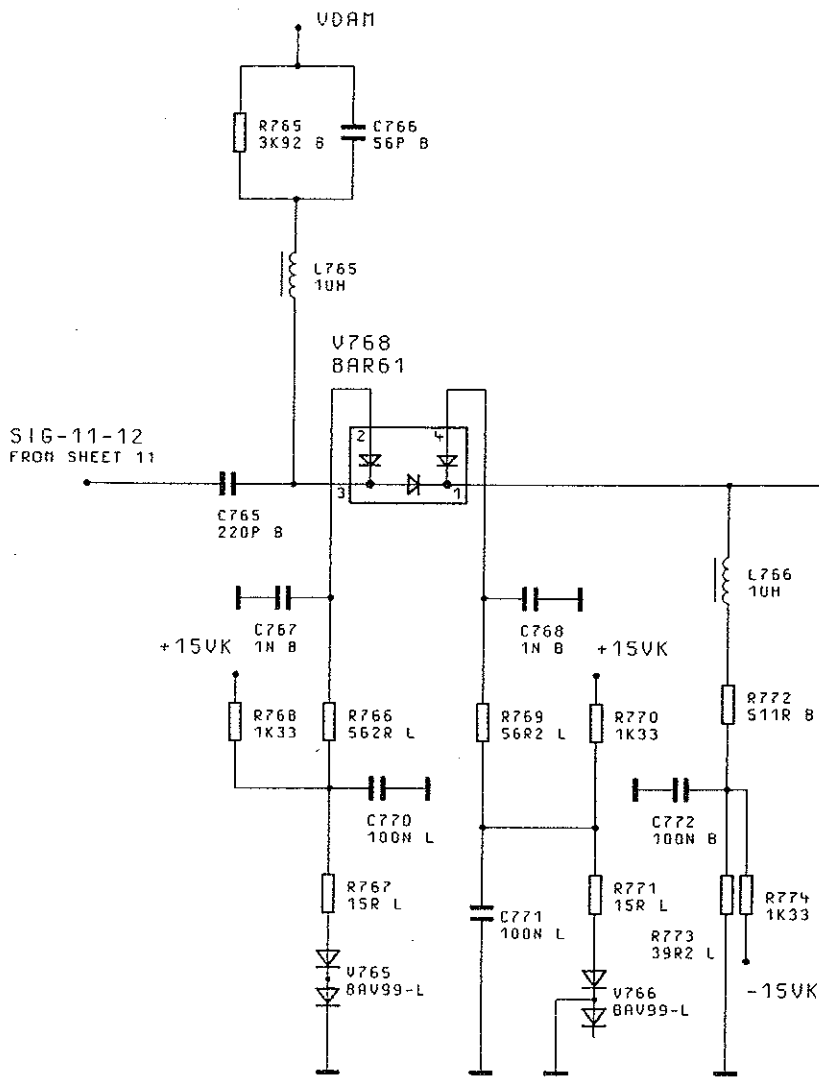 VDAM
R765
3K92 B
C766
56P B
L765
1UH
V768
BAR61
2
4
SIG-11-12
FROM SHEET 11
3
1
C765
220P B
L766
1UH
C767
1N B
C768
1N B
+15VK
+15VK
R768
1K33
R766
562R L
R769
56R2 L
R770
1K33
R772
511R B
C770
100N L
C772
100N B
R767
15R L
C771
100N L
R771
15R L
R773
39R2 L
R774
1K33
V765
BAV99-L
V766
BAV99-L
-15VK